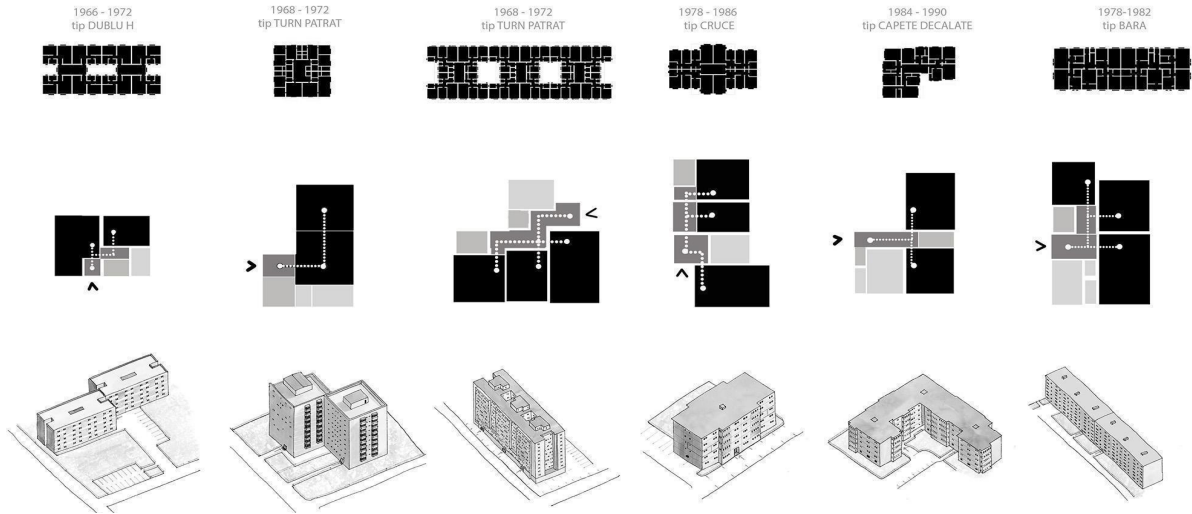 1966 - 1972
tip DUBLU H
1968 - 1972
tip TURN PATRAT
1968 - 1972
tip TURN PATRAT
1978 - 1986
tip CRUCE
1984 - 1990
tip CAPETE DECALATE
1978-1982
tip BARA